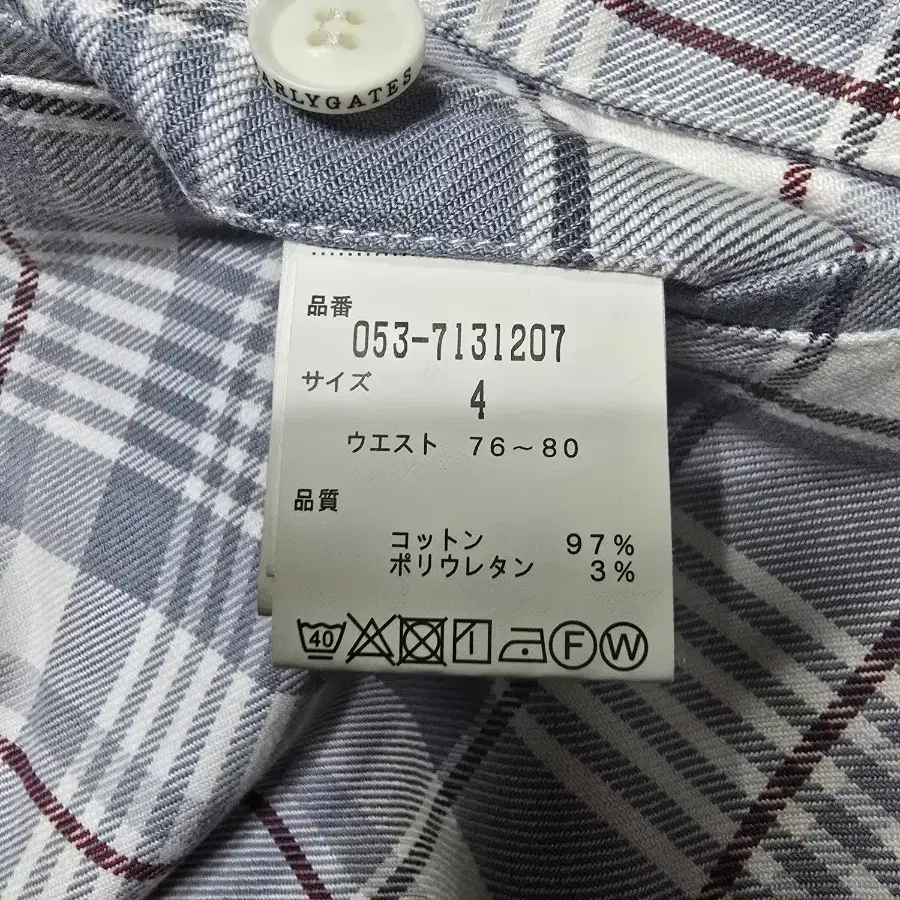 ARLYGATES
品番
053-7131207
サイズ
4
ウエスト 76～80
品質
コットン 97%
ポリウレタン 3%
40 F W